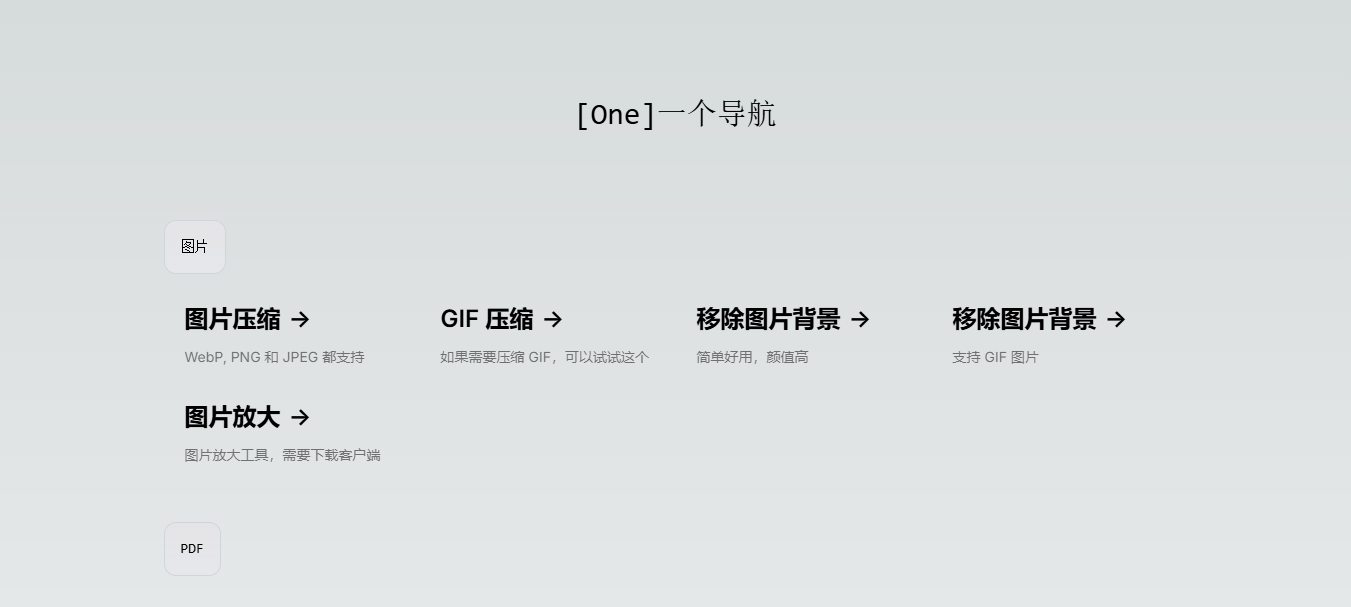 [One]一个导航
图片
图片压缩 →
WebP, PNG 和 JPEG 都支持
GIF 压缩 →
如果需要压缩 GIF，可以试试这个
移除图片背景 →
简单好用，颜值高
移除图片背景 →
支持 GIF 图片
图片放大 →
图片放大工具，需要下载客户端
PDF